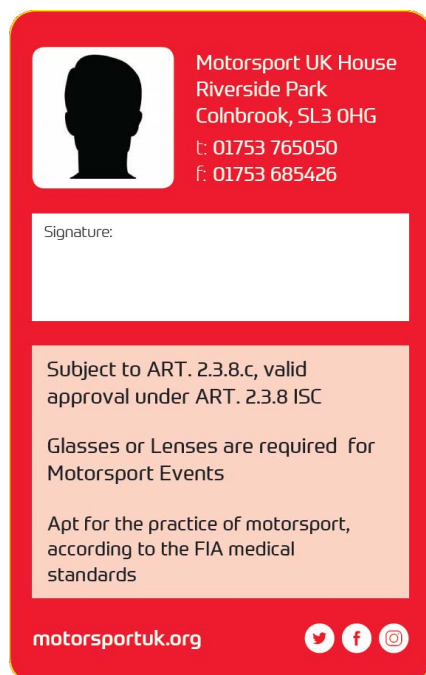 Motorsport UK House
Riverside Park
Colnbrook, SL3 0HG
t: 01753 765050
f: 01753 685426
Signature:
Subject to ART. 2.3.8.c, valid
approval under ART. 2.3.8 ISC
Glasses or Lenses are required for
Motorsport Events
Apt for the practice of motorsport,
according to the FIA medical
standards
motorsportuk.org